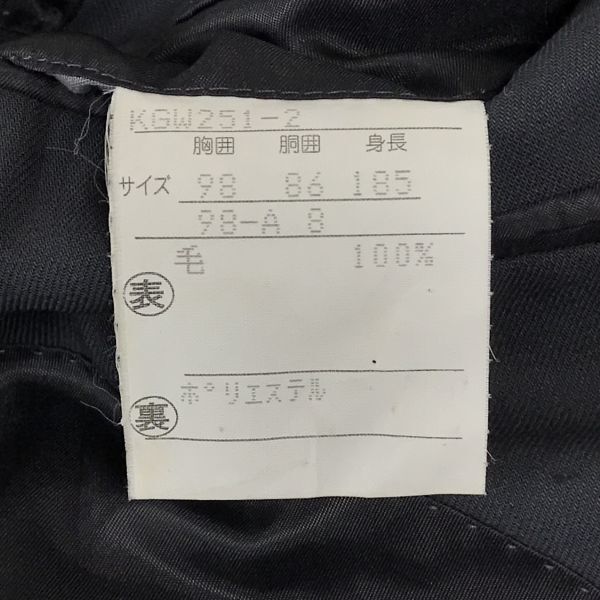 KGW251-2
胸囲 胴囲 身長
サイズ 98 86 185
98-A 8
毛 100%
表
ポリエステル
裏